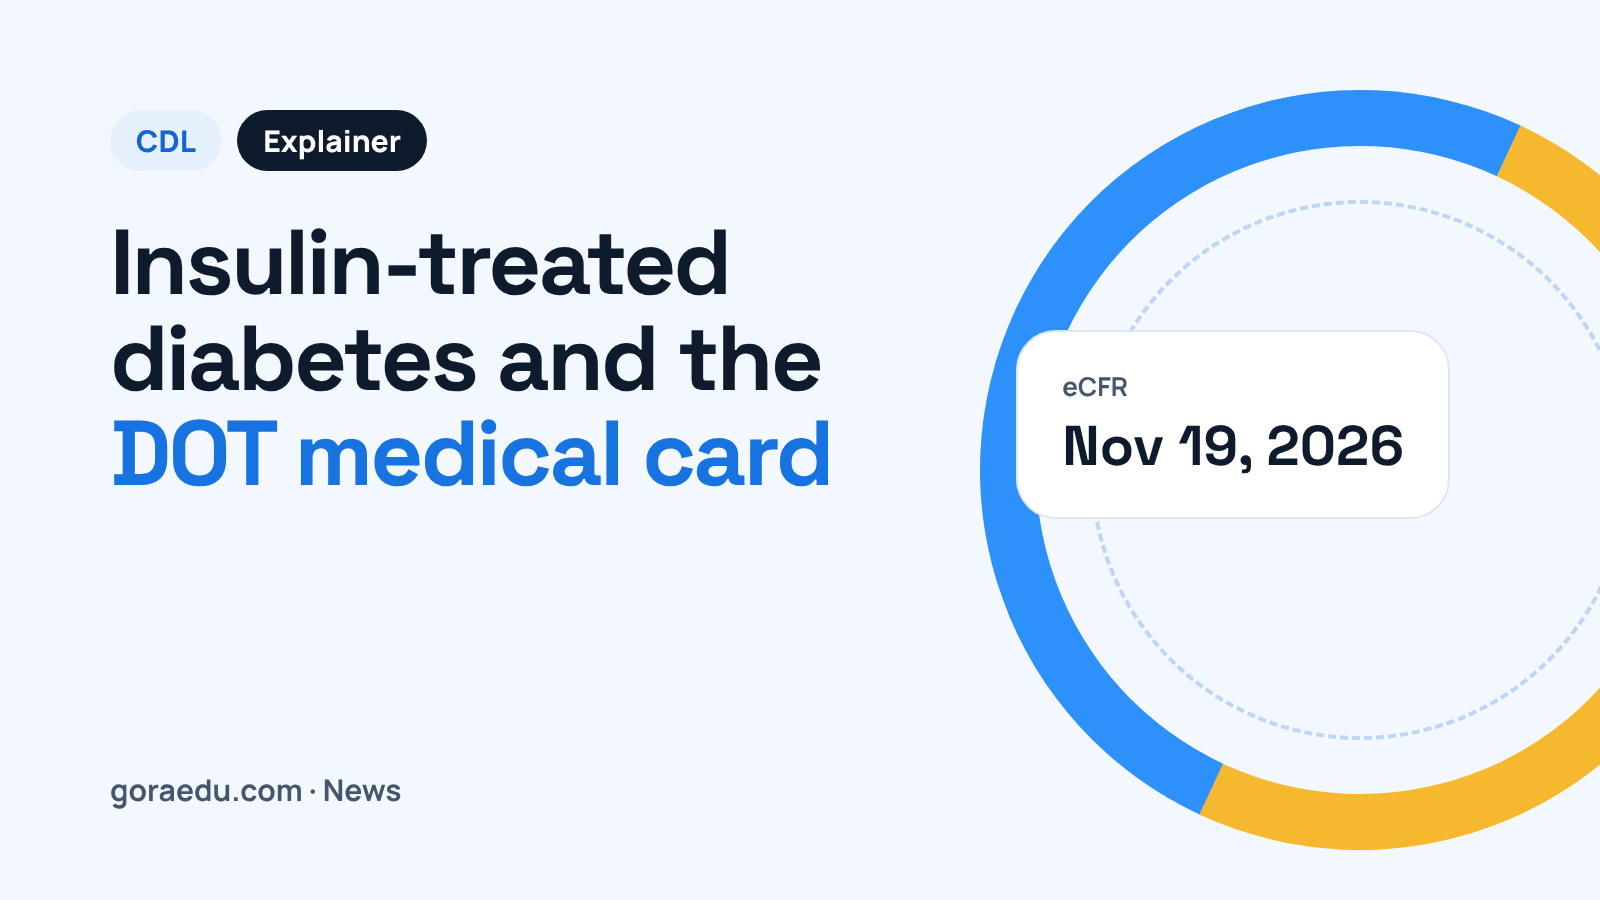 CDL
Explainer
Insulin-treated
diabetes and the
DOT medical card
eCFR
Nov 19, 2026
goraedu.com · News